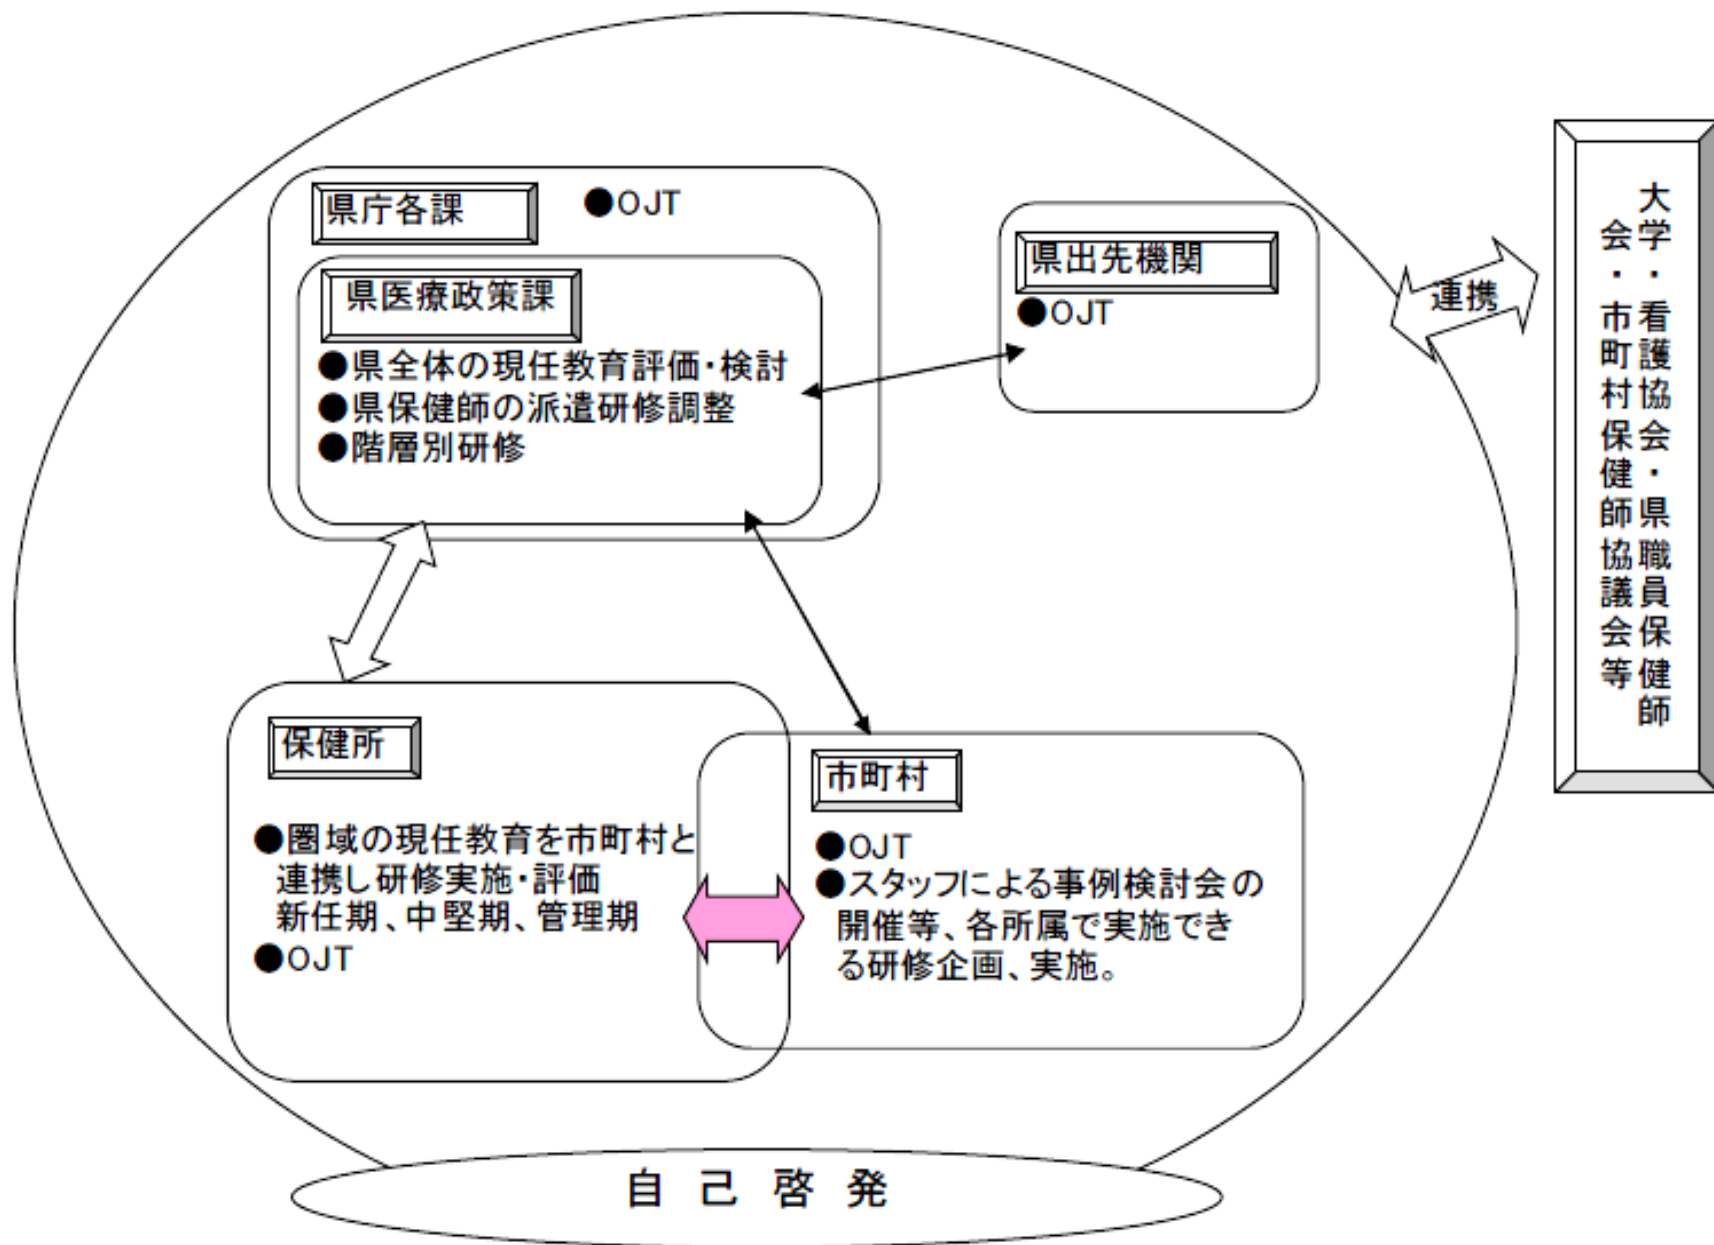 県庁各課
●OJT
県医療政策課
●県全体の現任教育評価・検討
●県保健師の派遣研修調整
●階層別研修
県出先機関
●OJT
連携
大学・看護協会・県職員保健師
会・市町村保健師協議会等
保健所
●圏域の現任教育を市町村と
連携し研修実施・評価
新任期、中堅期、管理期
●OJT
市町村
●OJT
●スタッフによる事例検討会の
開催等、各所属で実施でき
る研修企画、実施。
自己啓発